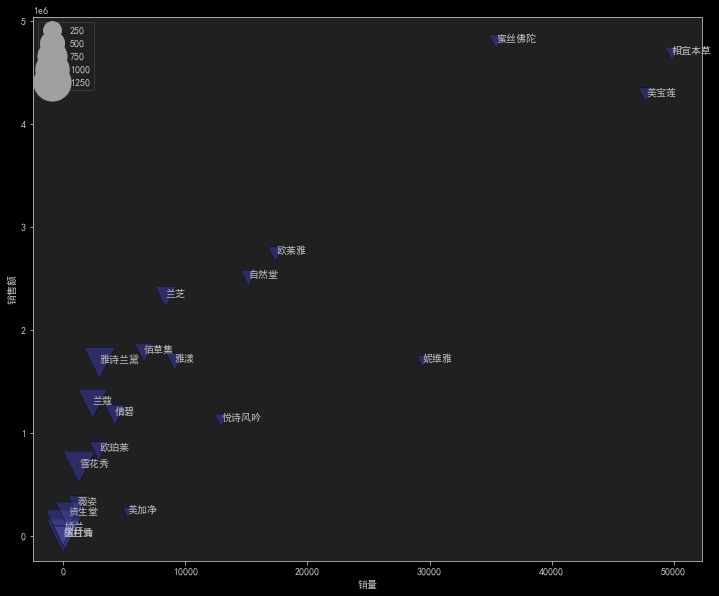 1e6
5
4
3
2
1
0
250
500
750
1000
1250
蜜丝佛陀
相宜本草
美宝莲
欧莱雅
自然堂
兰芝
佰草集
雅漾
雅诗兰黛
妮维雅
兰蔻
倩碧
悦诗风吟
欧珀莱
雪花秀
薇姿
资生堂
美加净
娇兰
0
10000
20000
30000
40000
50000
销量
销售额